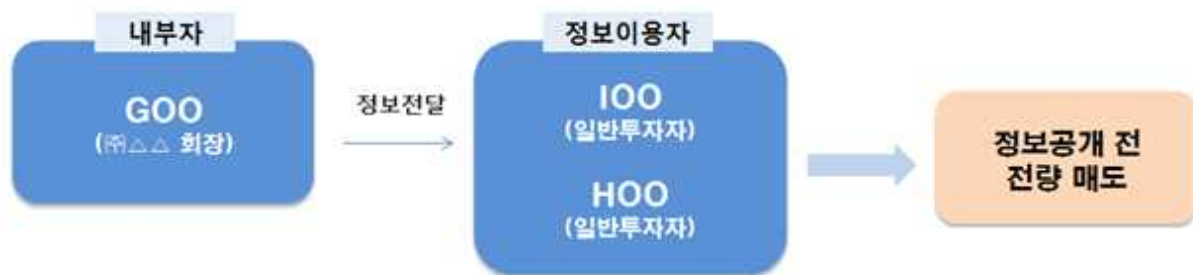 내부자
GOO
(㈜△△ 회장)
정보전달
정보이용자
IOO
(일반투자자)
HOO
(일반투자자)
정보공개 전
전량 매도